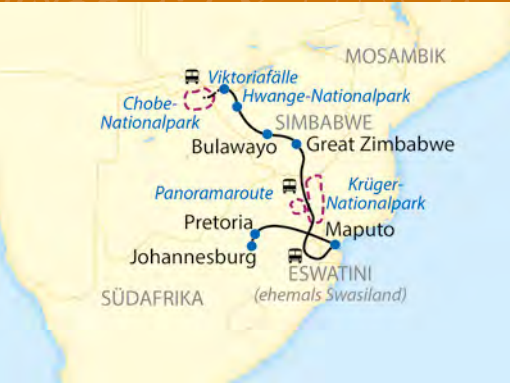 MOSAMBIK
Viktoriafälle
Hwange-Nationalpark
Chobe-
Nationalpark
SIMBABWE
Bulawayo
Great Zimbabwe
Panoramaroute
Krüger-
Nationalpark
Pretoria
Maputo
Johannesburg
ESWATINI
(ehemals Swasiland)
SÜDAFRIKA